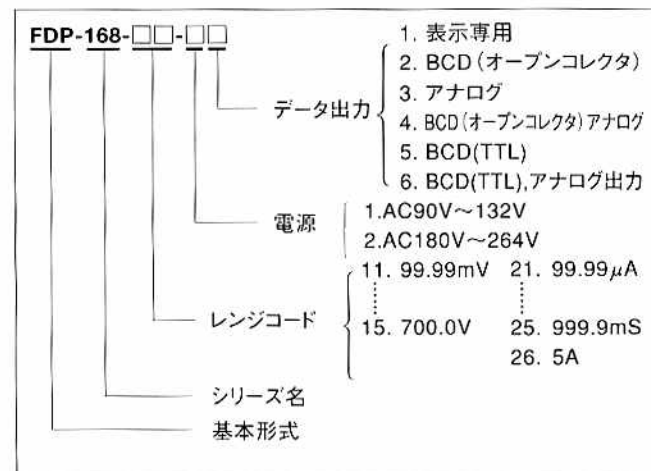 FDP-168-□□-□□
1. 表示専用
2. BCD(オープンコレクタ)
データ出力
3. アナログ
4. BCD(オープンコレクタ)アナログ
5. BCD(TTL)
6. BCD(TTL),アナログ出力
電源
1.AC90V～132V
2.AC180V～264V
レンジコード
11. 99.99mV 21. 99.99μA
15. 700.0V 25. 999.9mS
26. 5A
シリーズ名
基本形式